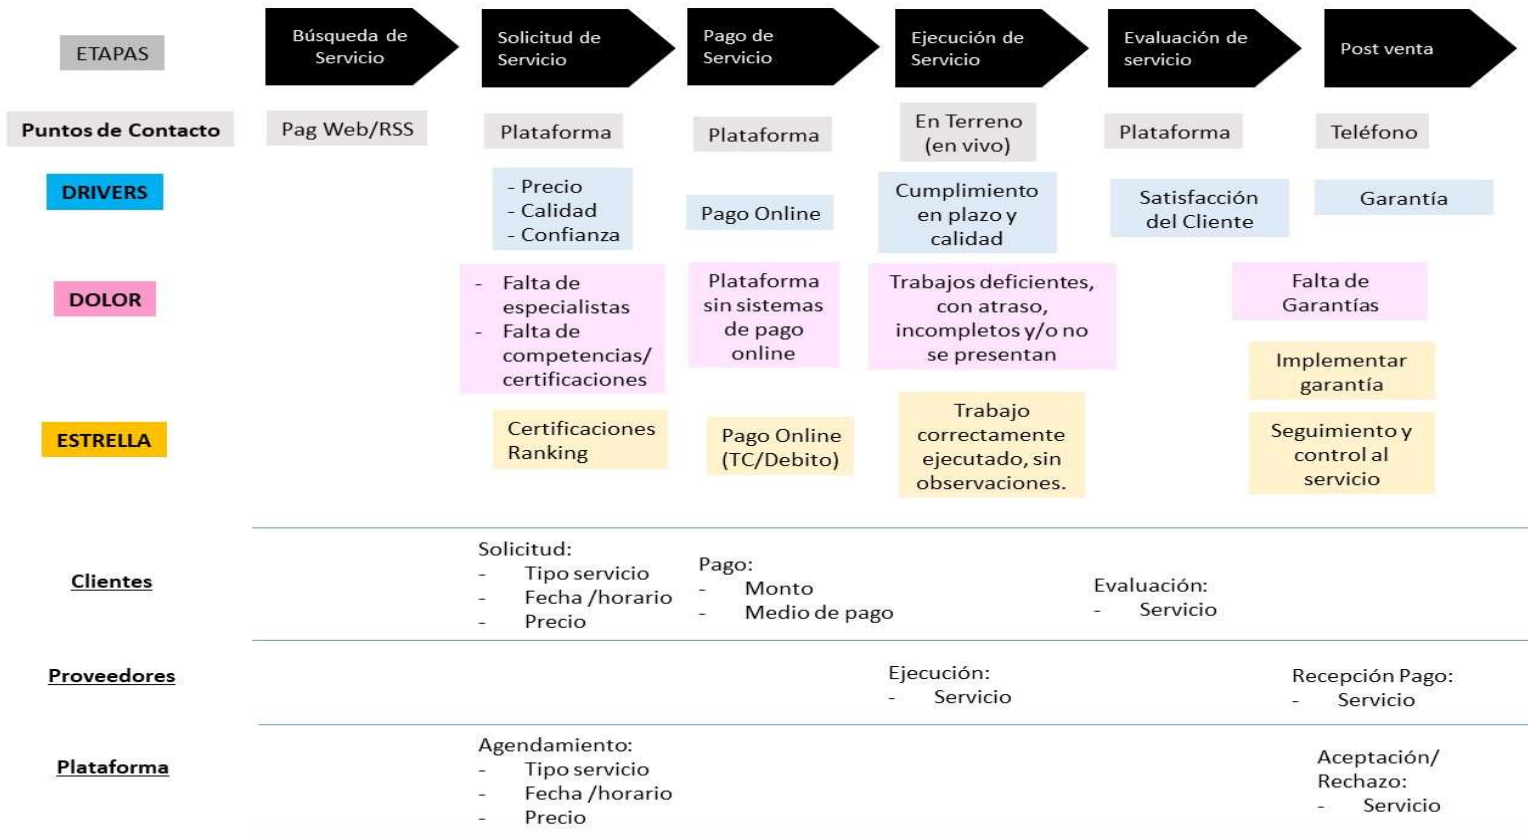 ETAPAS
Búsqueda de
Servicio
Solicitud de
Servicio
Pago de
Servicio
Ejecución de
Servicio
Evaluación de
servicio
Post venta
Puntos de Contacto
Pag Web/RSS
Plataforma
Plataforma
En Terreno
(en vivo)
Plataforma
Teléfono
DRIVERS
- Precio
- Calidad
- Confianza
Pago Online
Cumplimiento
en plazo y
calidad
Satisfacción
del Cliente
Garantía
DOLOR
- Falta de
especialistas
- Falta de
competencias/
certificaciones
Plataforma
sin sistemas
de pago
online
Trabajos deficientes,
con atraso,
incompletos y/o no
se presentan
Falta de
Garantías
ESTRELLA
Certificaciones
Ranking
Pago Online
(TC/Debito)
Trabajo
correctamente
ejecutado, sin
observaciones.
Implementar
garantía
Seguimiento y
control al
servicio
Clientes
Solicitud:
- Tipo servicio
- Fecha /horario
- Precio
Pago:
- Monto
- Medio de pago
Evaluación:
- Servicio
Proveedores
Ejecución:
- Servicio
Recepción Pago:
- Servicio
Plataforma
Agendamiento:
- Tipo servicio
- Fecha /horario
- Precio
Aceptación/
Rechazo:
- Servicio